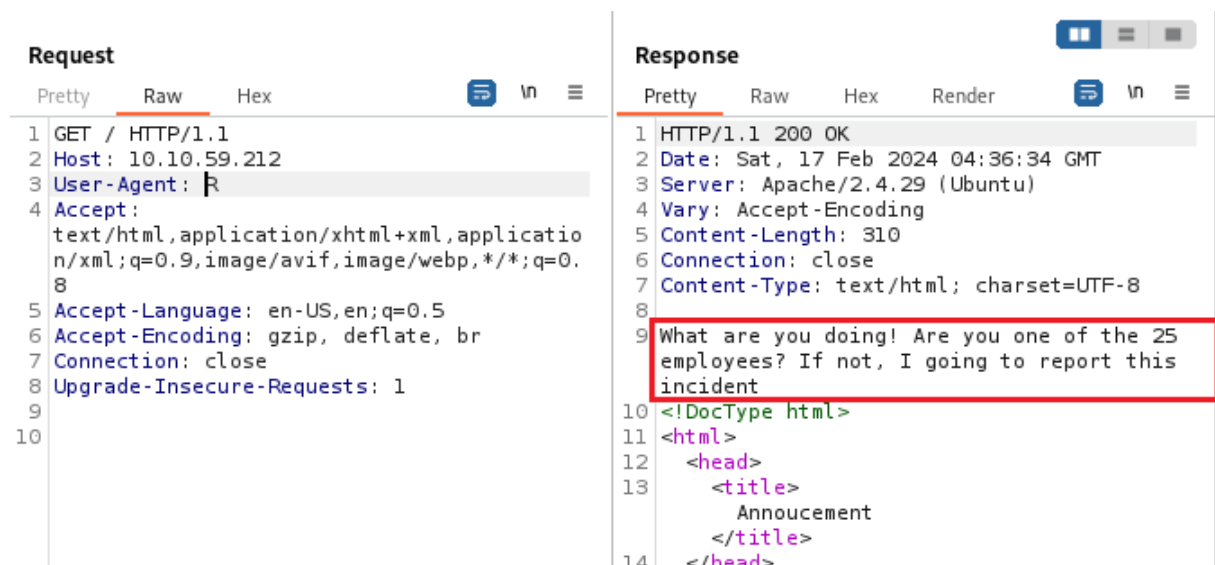 Request
Pretty Raw Hex \n
1 GET / HTTP/1.1
2 Host: 10.10.59.212
3 User-Agent: R
4 Accept:
text/html,application/xhtml+xml,applicatio
n/xml;q=0.9,image/avif,image/webp,*/*;q=0.
8
5 Accept-Language: en-US,en;q=0.5
6 Accept-Encoding: gzip, deflate, br
7 Connection: close
8 Upgrade-Insecure-Requests: 1
9
10
Response
Pretty Raw Hex Render \n
1 HTTP/1.1 200 OK
2 Date: Sat, 17 Feb 2024 04:36:34 GMT
3 Server: Apache/2.4.29 (Ubuntu)
4 Vary: Accept-Encoding
5 Content-Length: 310
6 Connection: close
7 Content-Type: text/html; charset=UTF-8
8
9 What are you doing! Are you one of the 25
employees? If not, I going to report this
incident
10 <!DocType html>
11 <html>
12 <head>
13 <title>
Annoucement
</title>
14 </head>